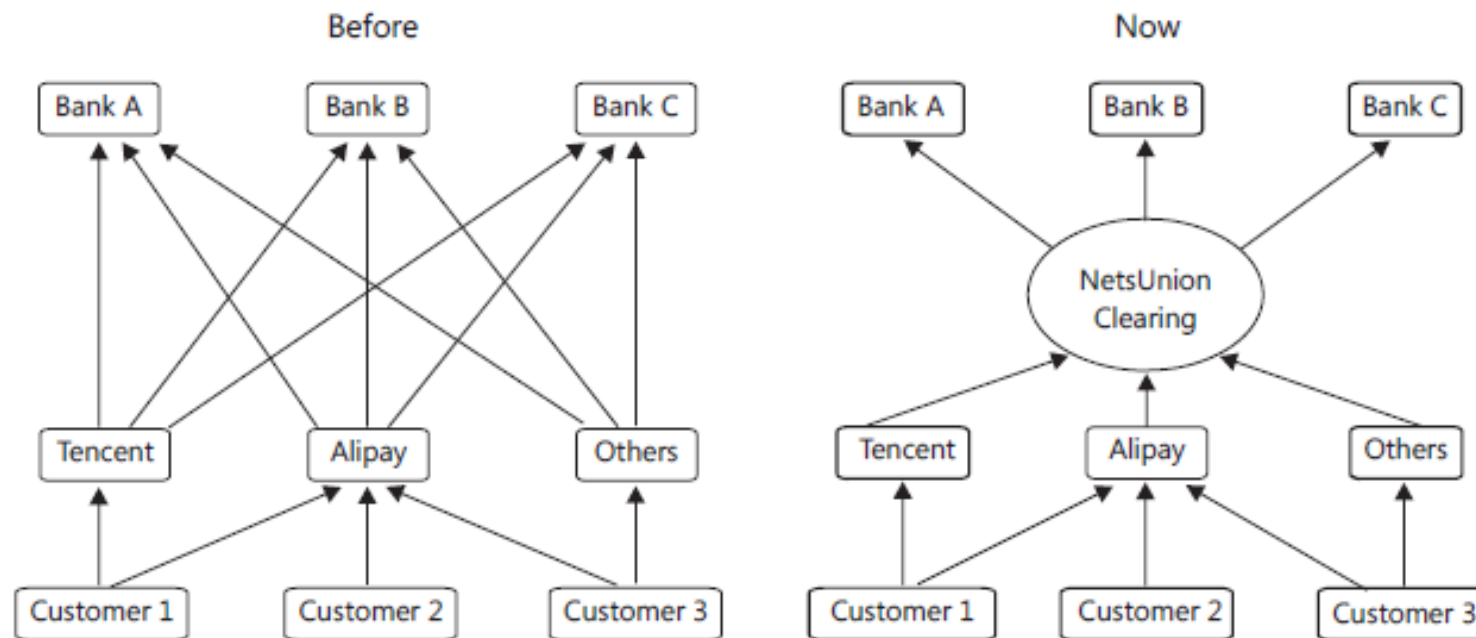 Before
Now
Bank A
Bank B
Bank C
Bank A
Bank B
Bank C
NetsUnion
Clearing
Tencent
Alipay
Others
Tencent
Alipay
Others
Customer 1
Customer 2
Customer 3
Customer 1
Customer 2
Customer 3